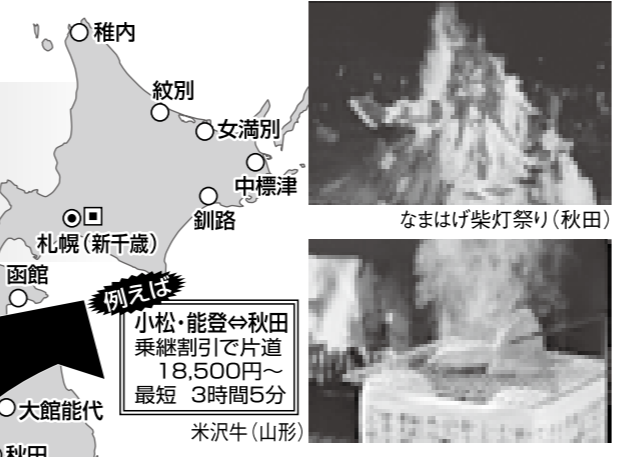 稚内
紋別
女満別
中標津
釧路
札幌（新千歳）
函館
例えば
小松・能登⇔秋田
乗継割引で片道
18,500円～
最短 3時間5分
大館能代
秋田
なまはげ柴灯祭り（秋田）
米沢牛（山形）